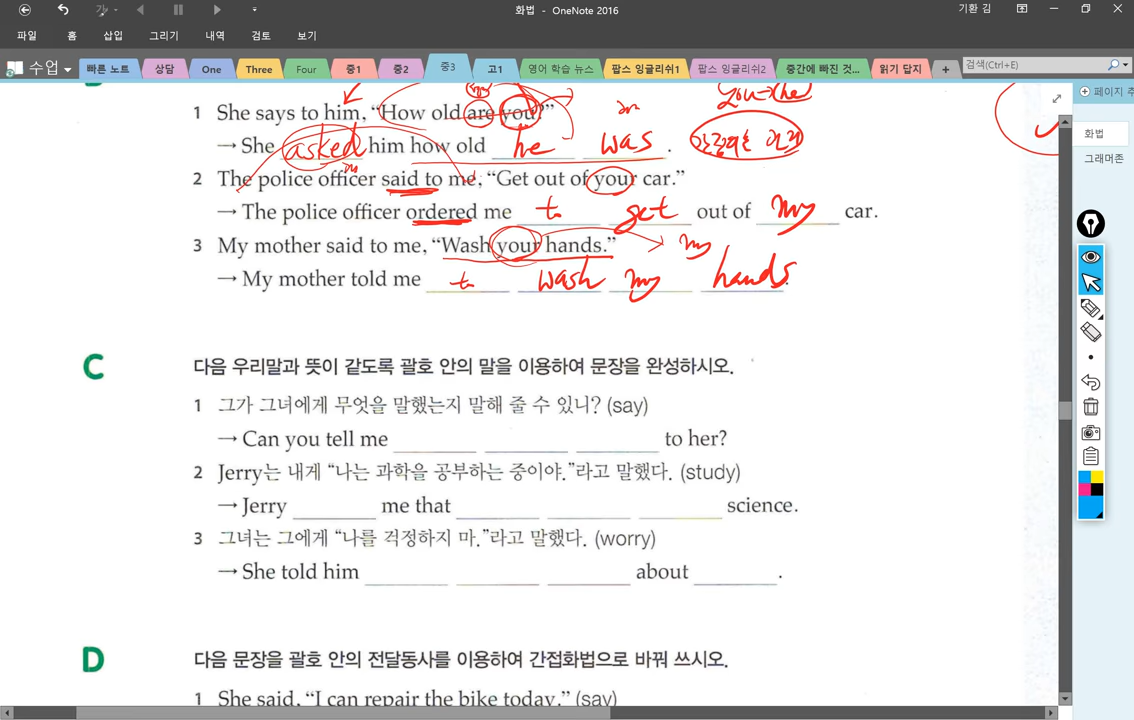 화법 - OneNote 2016
기환 김
파일 홈 삽입 그리기 내역 검토 보기
수업 빠른 노트 상담 One Three Four 중1 중2 중3 고1 영어 학습 뉴스 팝스 잉글리쉬1 팝스 잉글리쉬2 중간에 빠진 것... 읽기 답지 +
검색(Ctrl+E)
페이지 추
화법
그래머존
you → he
1 She says to him, “How old are you?”
→ She asked him how old he was .
2 The police officer said to me, “Get out of your car.”
→ The police officer ordered me to get out of my car.
3 My mother said to me, “Wash your hands.” my
→ My mother told me to wash my hands.
C 다음 우리말과 뜻이 같도록 괄호 안의 말을 이용하여 문장을 완성하시오.
1 그가 그녀에게 무엇을 말했는지 말해 줄 수 있니? (say)
→ Can you tell me ________ ________ ________ to her?
2 Jerry는 내게 “나는 과학을 공부하는 중이야.”라고 말했다. (study)
→ Jerry ________ me that ________ ________ ________ science.
3 그녀는 그에게 “나를 걱정하지 마.”라고 말했다. (worry)
→ She told him ________ ________ ________ about ________ .
D 다음 문장을 괄호 안의 전달동사를 이용하여 간접화법으로 바꿔 쓰시오.
1 She said, “I can repair the bike today.” (say)